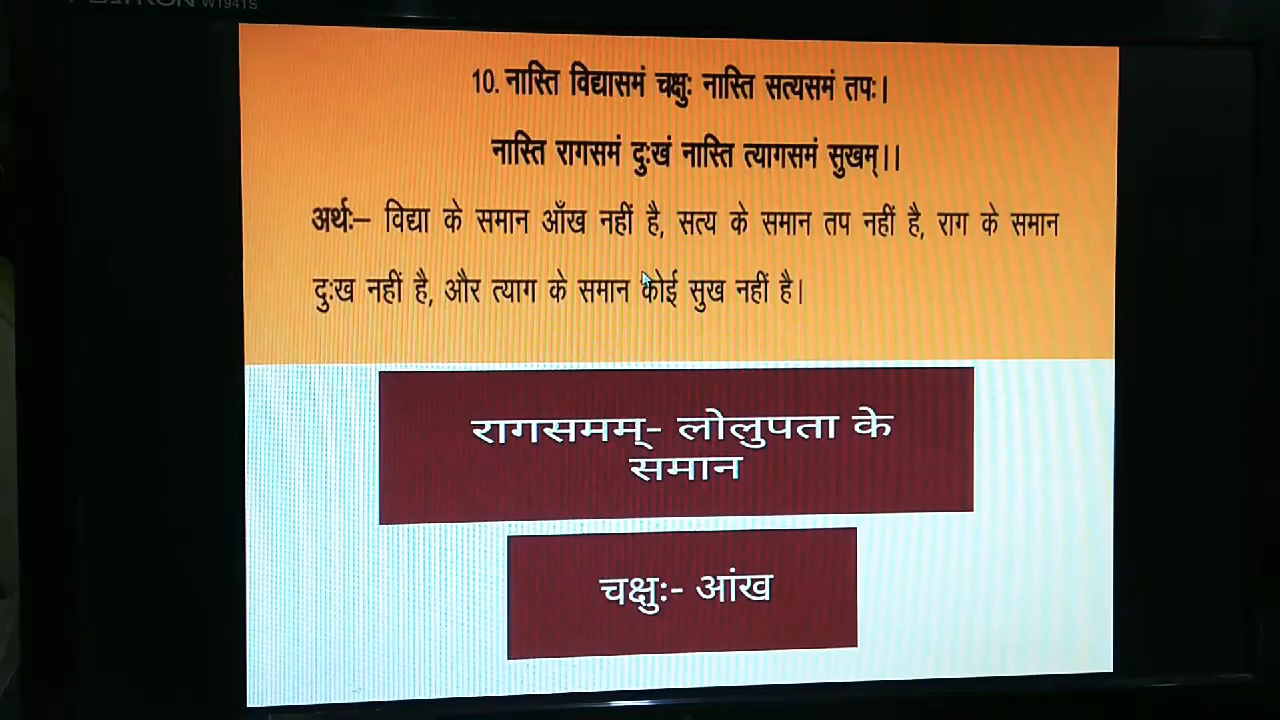 W1941S
10. नास्ति विद्यासमं चक्षुः नास्ति सत्यसमं तपः।
नास्ति रागसमं दुःखं नास्ति त्यागसमं सुखम्।।
अर्थः– विद्या के समान आँख नहीं है, सत्य के समान तप नहीं है, राग के समान
दुःख नहीं है, और त्याग के समान कोई सुख नहीं है।
रागसमम्- लोलुपता के
समान
चक्षुः- आंख